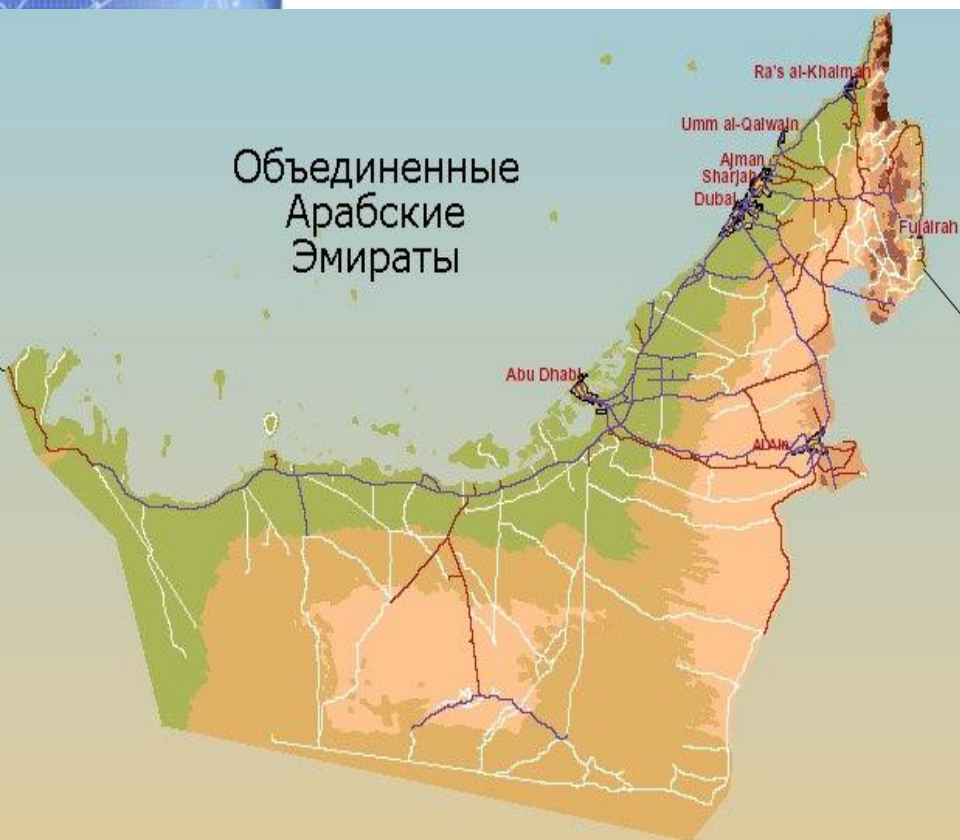 Объединенные
Арабские
Эмираты
Ra's al-Khaimah
Umm al-Qaiwain
Ajman
Sharjah
Dubai
Fujairah
Abu Dhabi
Al Ain